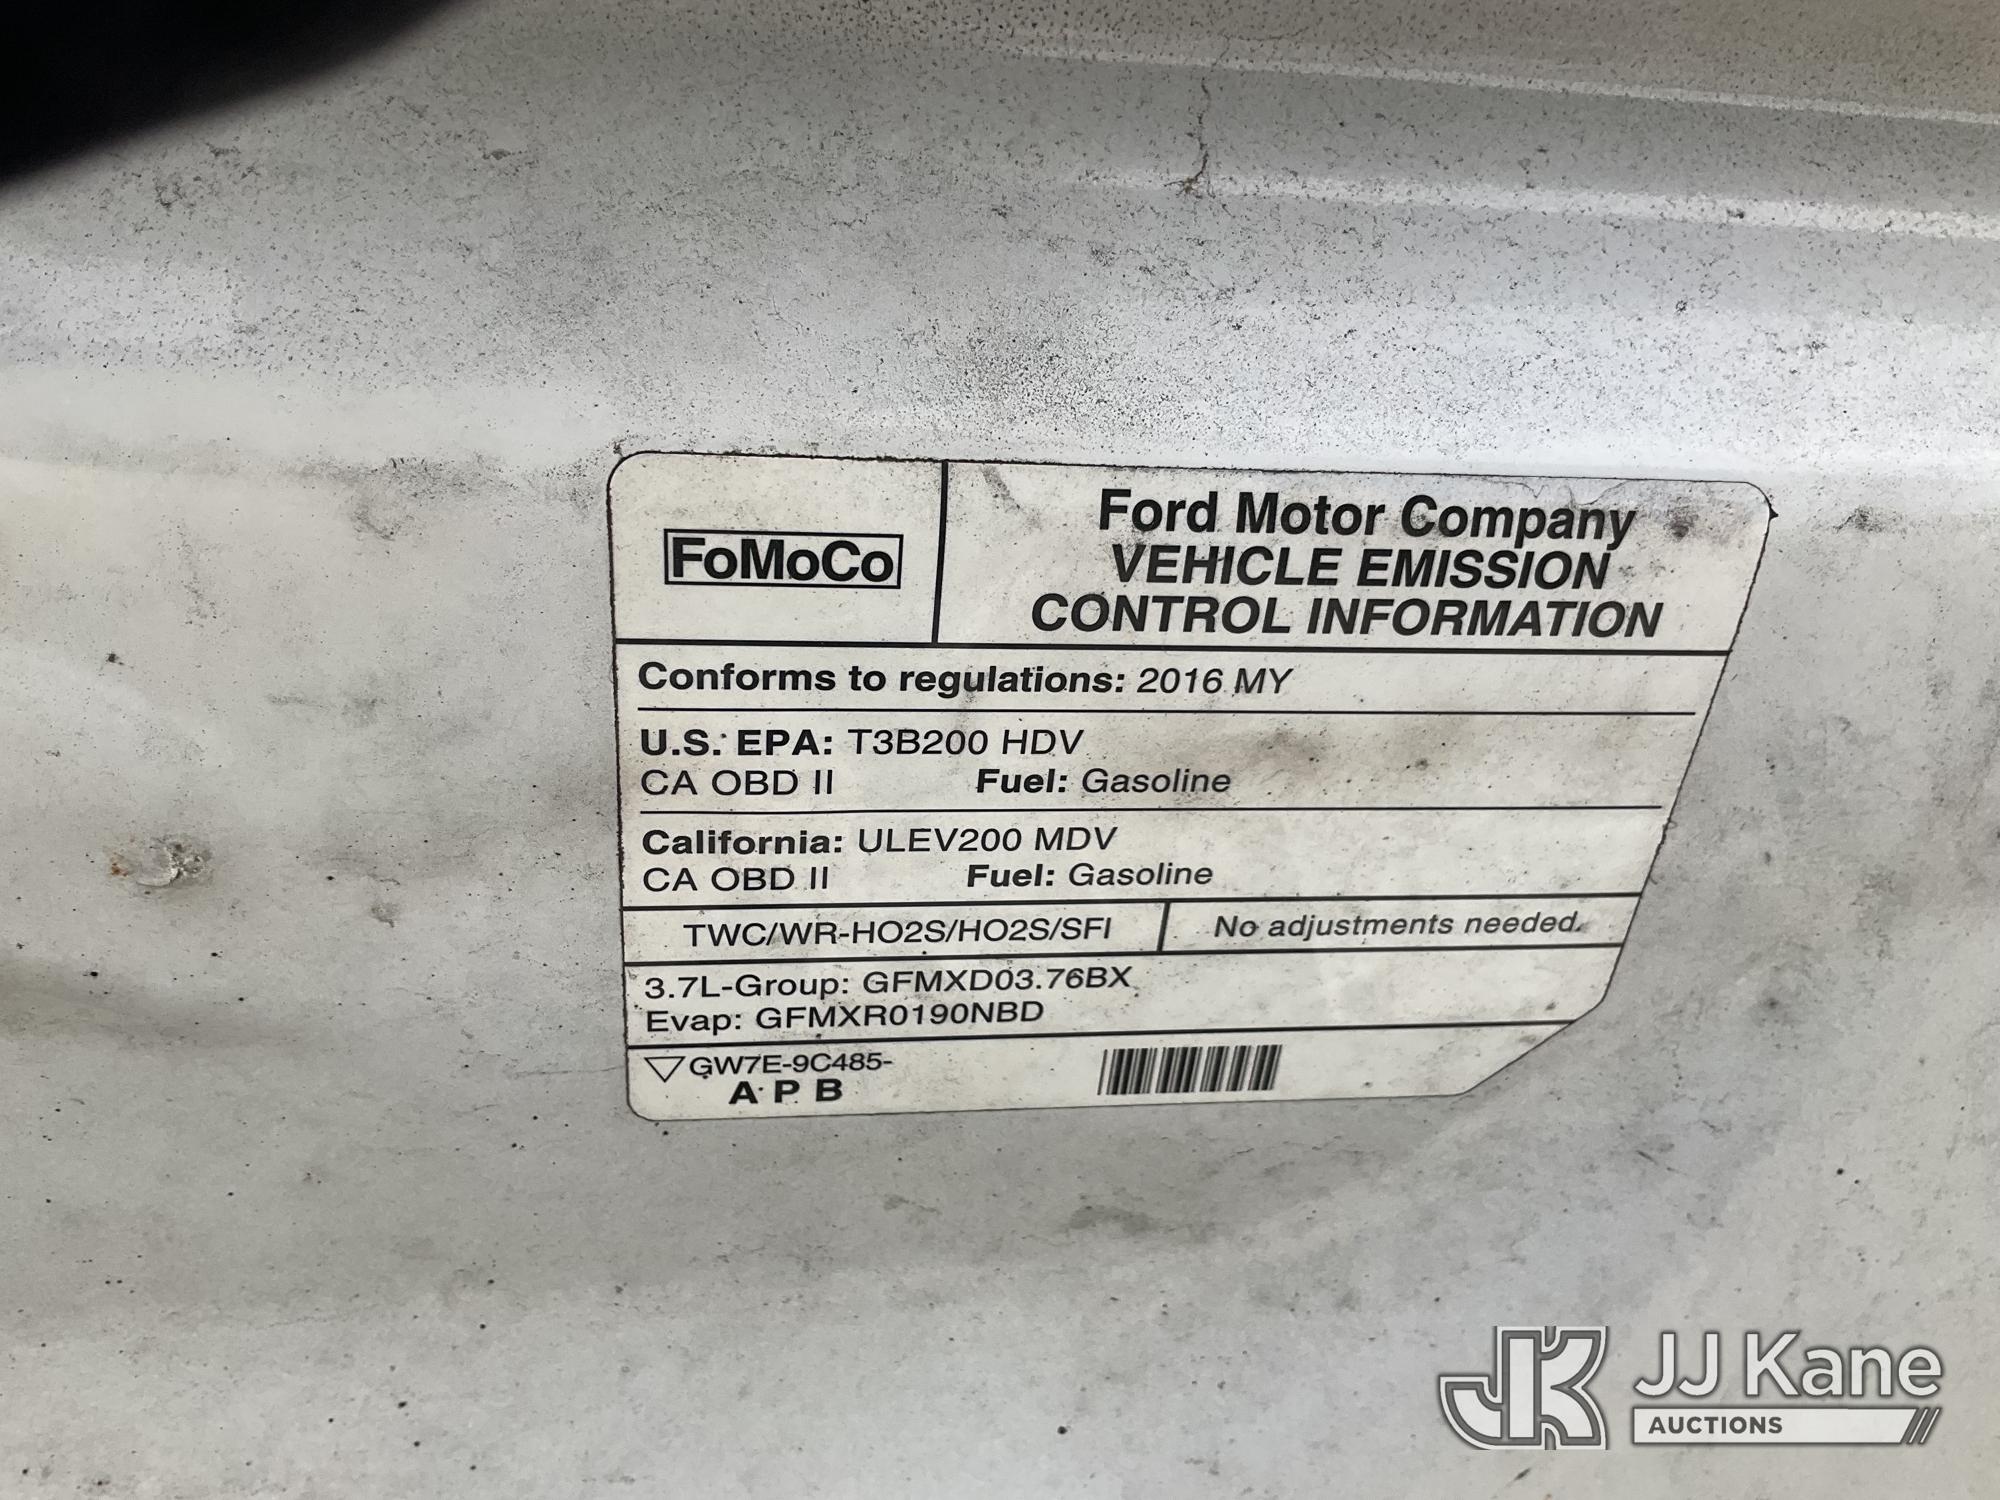 FoMoCo
Ford Motor Company
VEHICLE EMISSION
CONTROL INFORMATION
Conforms to regulations: 2016 MY
U.S. EPA: T3B200 HDV
CA OBD II Fuel: Gasoline
California: ULEV200 MDV
CA OBD II Fuel: Gasoline
TWC/WR-HO2S/HO2S/SFI No adjustments needed.
3.7L-Group: GFMXD03.76BX
Evap: GFMXR0190NBD
GW7E-9C485-
A P B
JK JJ Kane
AUCTIONS